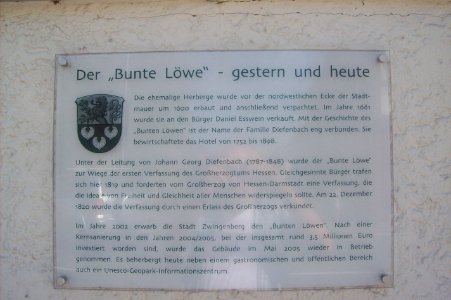 Der „Bunte Löwe" - gestern und heute
Die ehemalige Herberge wurde vor der nordwestlichen Ecke der Stadt-
mauer um 1600 erbaut und anschließend verpachtet. Im Jahre 1661
wurde sie an den Bürger Daniel Esswein verkauft. Mit der Geschichte des
„Bunten Löwen" ist der Name der Familie Diefenbach eng verbunden. Sie
bewirtschaftete das Hotel von 1752 bis 1896.
Unter der Leitung von Johann Georg Diefenbach (1787-1848) wurde der „Bunte Löwe"
zur Wiege der ersten Verfassung des Großherzogtums Hessen. Gleichgesinnte Bürger trafen
sich hier 1819 und forderten vom Großherzog von Hessen-Darmstadt eine Verfassung, die
die Ideale von Freiheit und Gleichheit aller Menschen widerspiegeln sollte. Am 22. Dezember
1820 wurde die Verfassung durch einen Erlass des Großherzogs verkündet.
Im Jahre 2002 erwarb die Stadt Zwingenberg den „Bunten Löwen". Nach einer
Kernsanierung in den Jahren 2004/2005, bei der insgesamt rund 3,5 Millionen Euro
investiert worden sind, wurde das Gebäude im Mai 2005 wieder in Betrieb
genommen. Es beherbergt heute neben einem gastronomischen und öffentlichen Bereich
auch ein Unesco-Geopark-Informationszentrum.